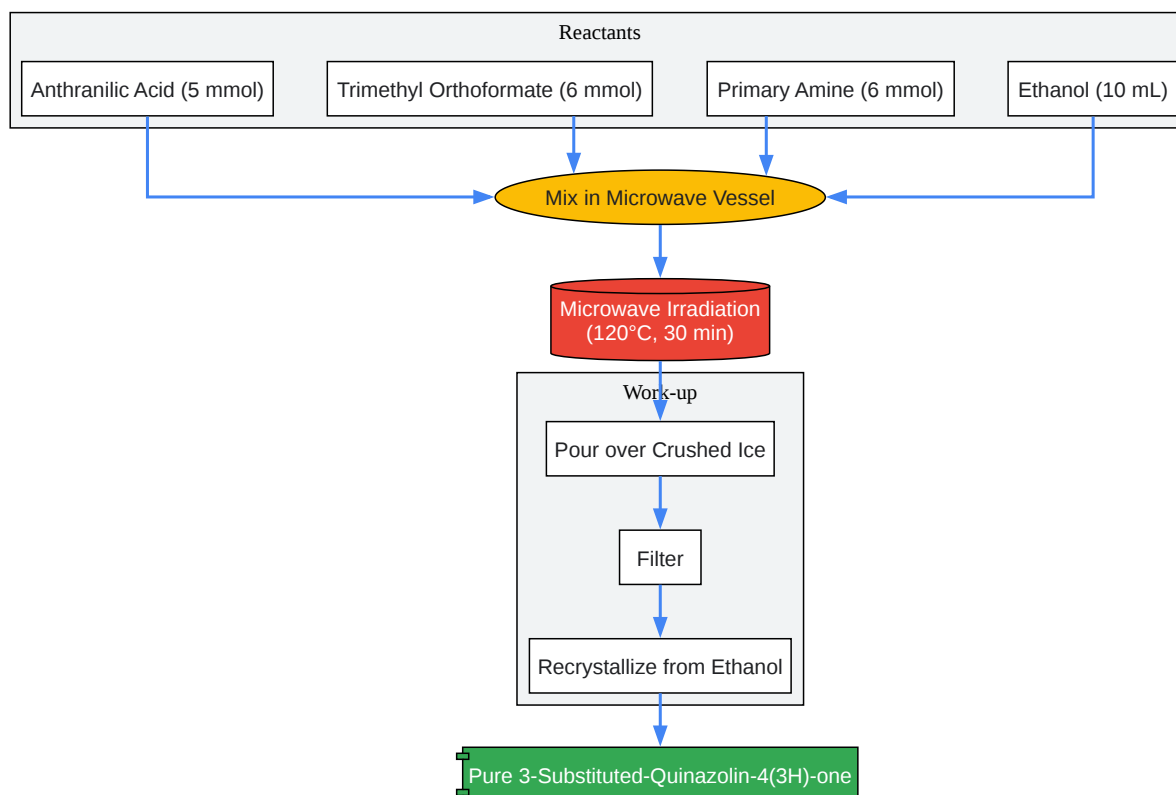 Reactants
Anthranilic Acid (5 mmol)
Trimethyl Orthoformate (6 mmol)
Primary Amine (6 mmol)
Ethanol (10 mL)
Mix in Microwave Vessel
Microwave Irradiation
(120°C, 30 min)
Work-up
Pour over Crushed Ice
Filter
Recrystallize from Ethanol
Pure 3-Substituted-Quinazolin-4(3H)-one